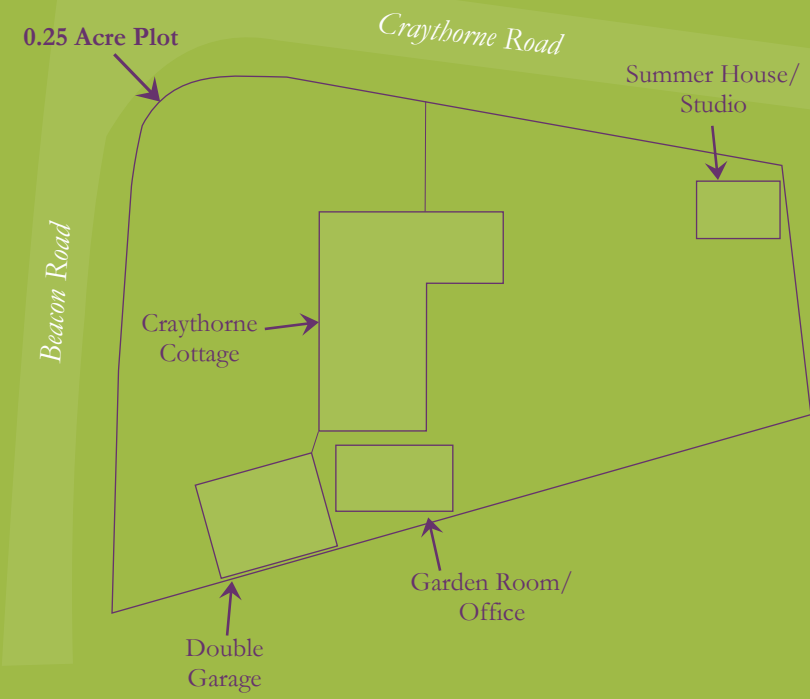 Craythorne Road
0.25 Acre Plot
Summer House/
Studio
Beacon Road
Craythorne
Cottage
Garden Room/
Office
Double
Garage